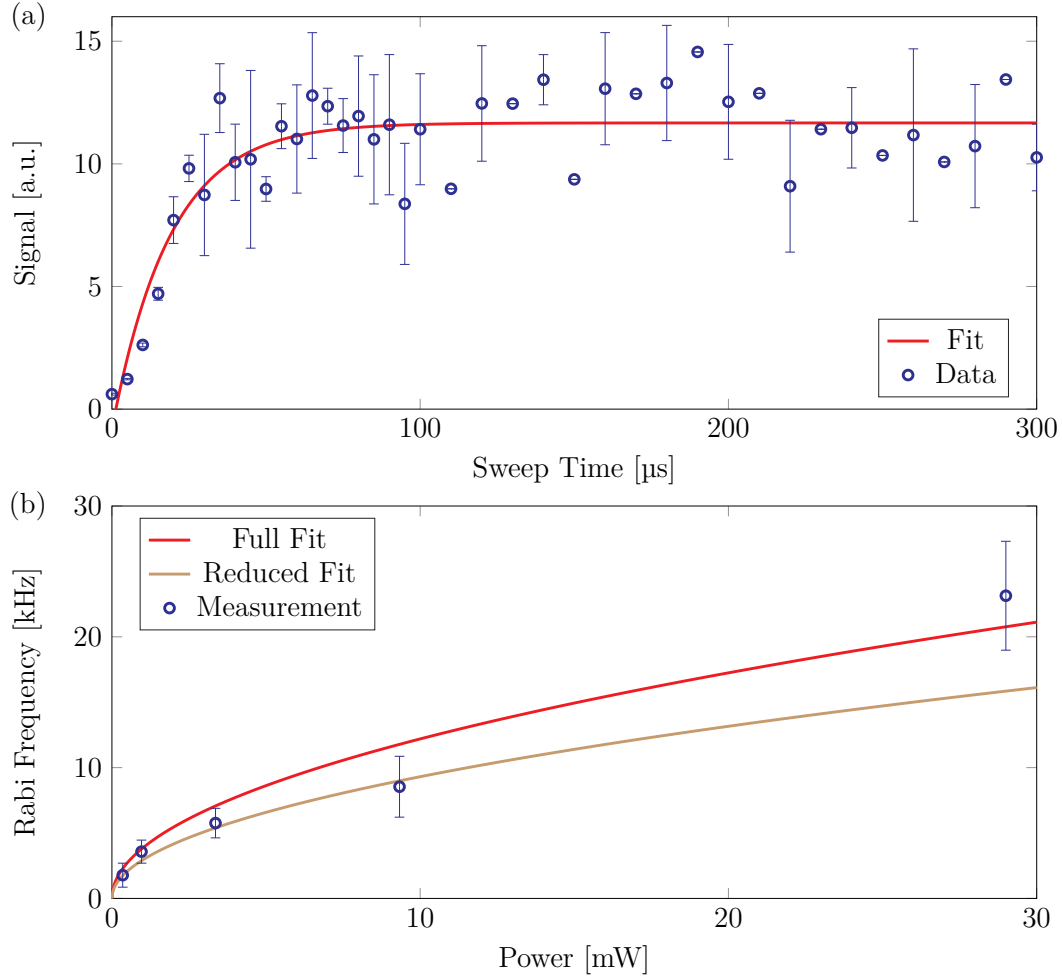 (a)
15
10
5
0
Signal [a.u.]
Fit
Data
0 100 200 300
Sweep Time [µs]
(b)
30
20
10
0
Rabi Frequency [kHz]
Full Fit
Reduced Fit
Measurement
0 10 20 30
Power [mW]